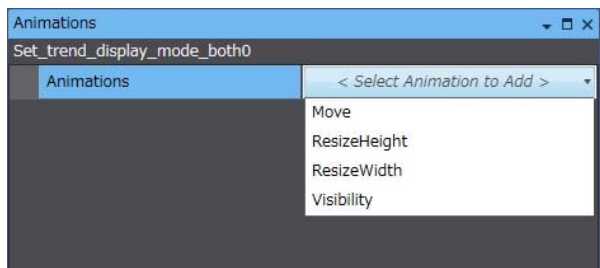 Animations
Set_trend_display_mode_both0
Animations < Select Animation to Add >
Move
ResizeHeight
ResizeWidth
Visibility